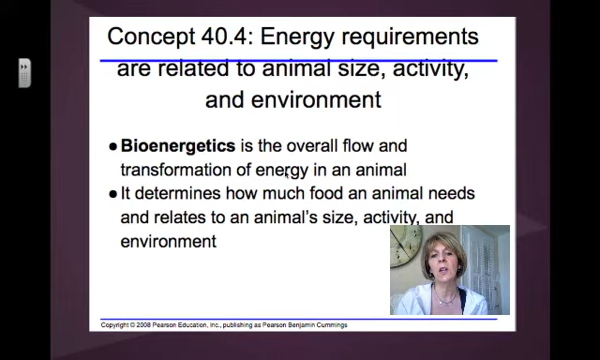 Concept 40.4: Energy requirements
are related to animal size, activity,
and environment
● Bioenergetics is the overall flow and
transformation of energy in an animal
● It determines how much food an animal needs
and relates to an animal's size, activity, and
environment
Copyright © 2008 Pearson Education, Inc., publishing as Pearson Benjamin Cummings